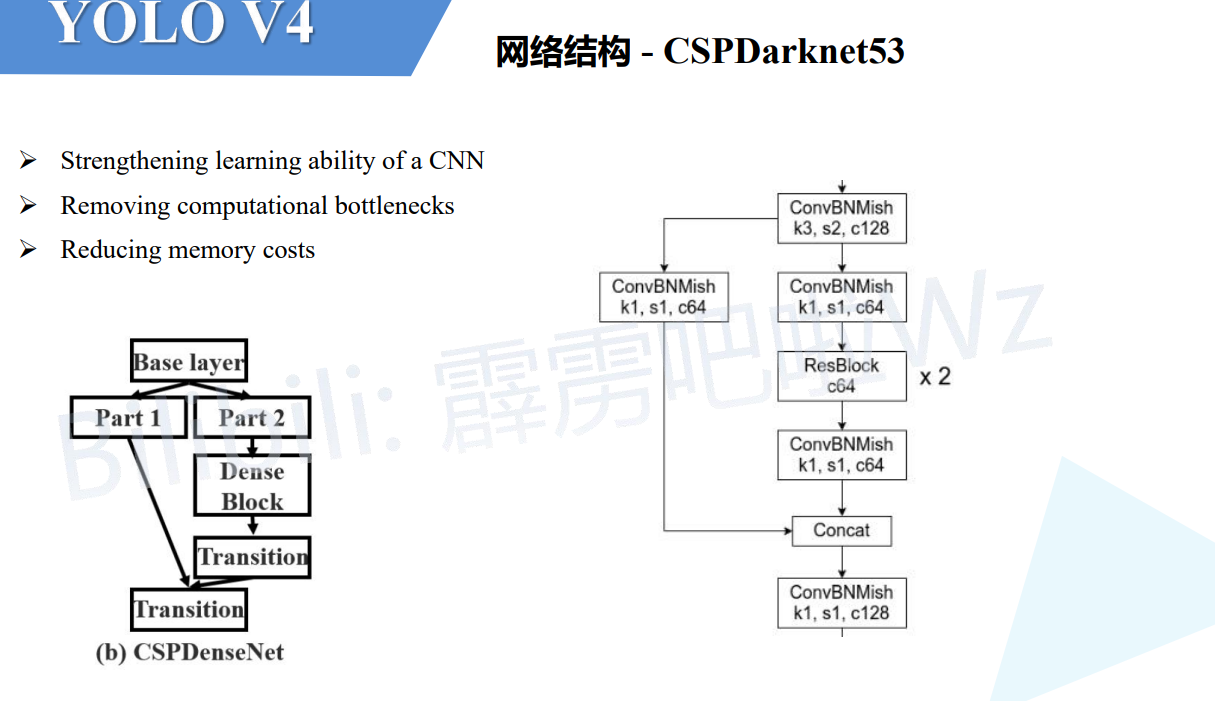 YOLO V4
网络结构 - CSPDarknet53
Strengthening learning ability of a CNN
Removing computational bottlenecks
Reducing memory costs
Base layer
Part 1
Part 2
Dense
Block
Transition
Transition
(b) CSPDenseNet
ConvBNMish
k3, s2, c128
ConvBNMish
k1, s1, c64
ConvBNMish
k1, s1, c64
ResBlock
c64
x 2
ConvBNMish
k1, s1, c64
Concat
ConvBNMish
k1, s1, c128
Bilibili: 霹雳吧啦Wz